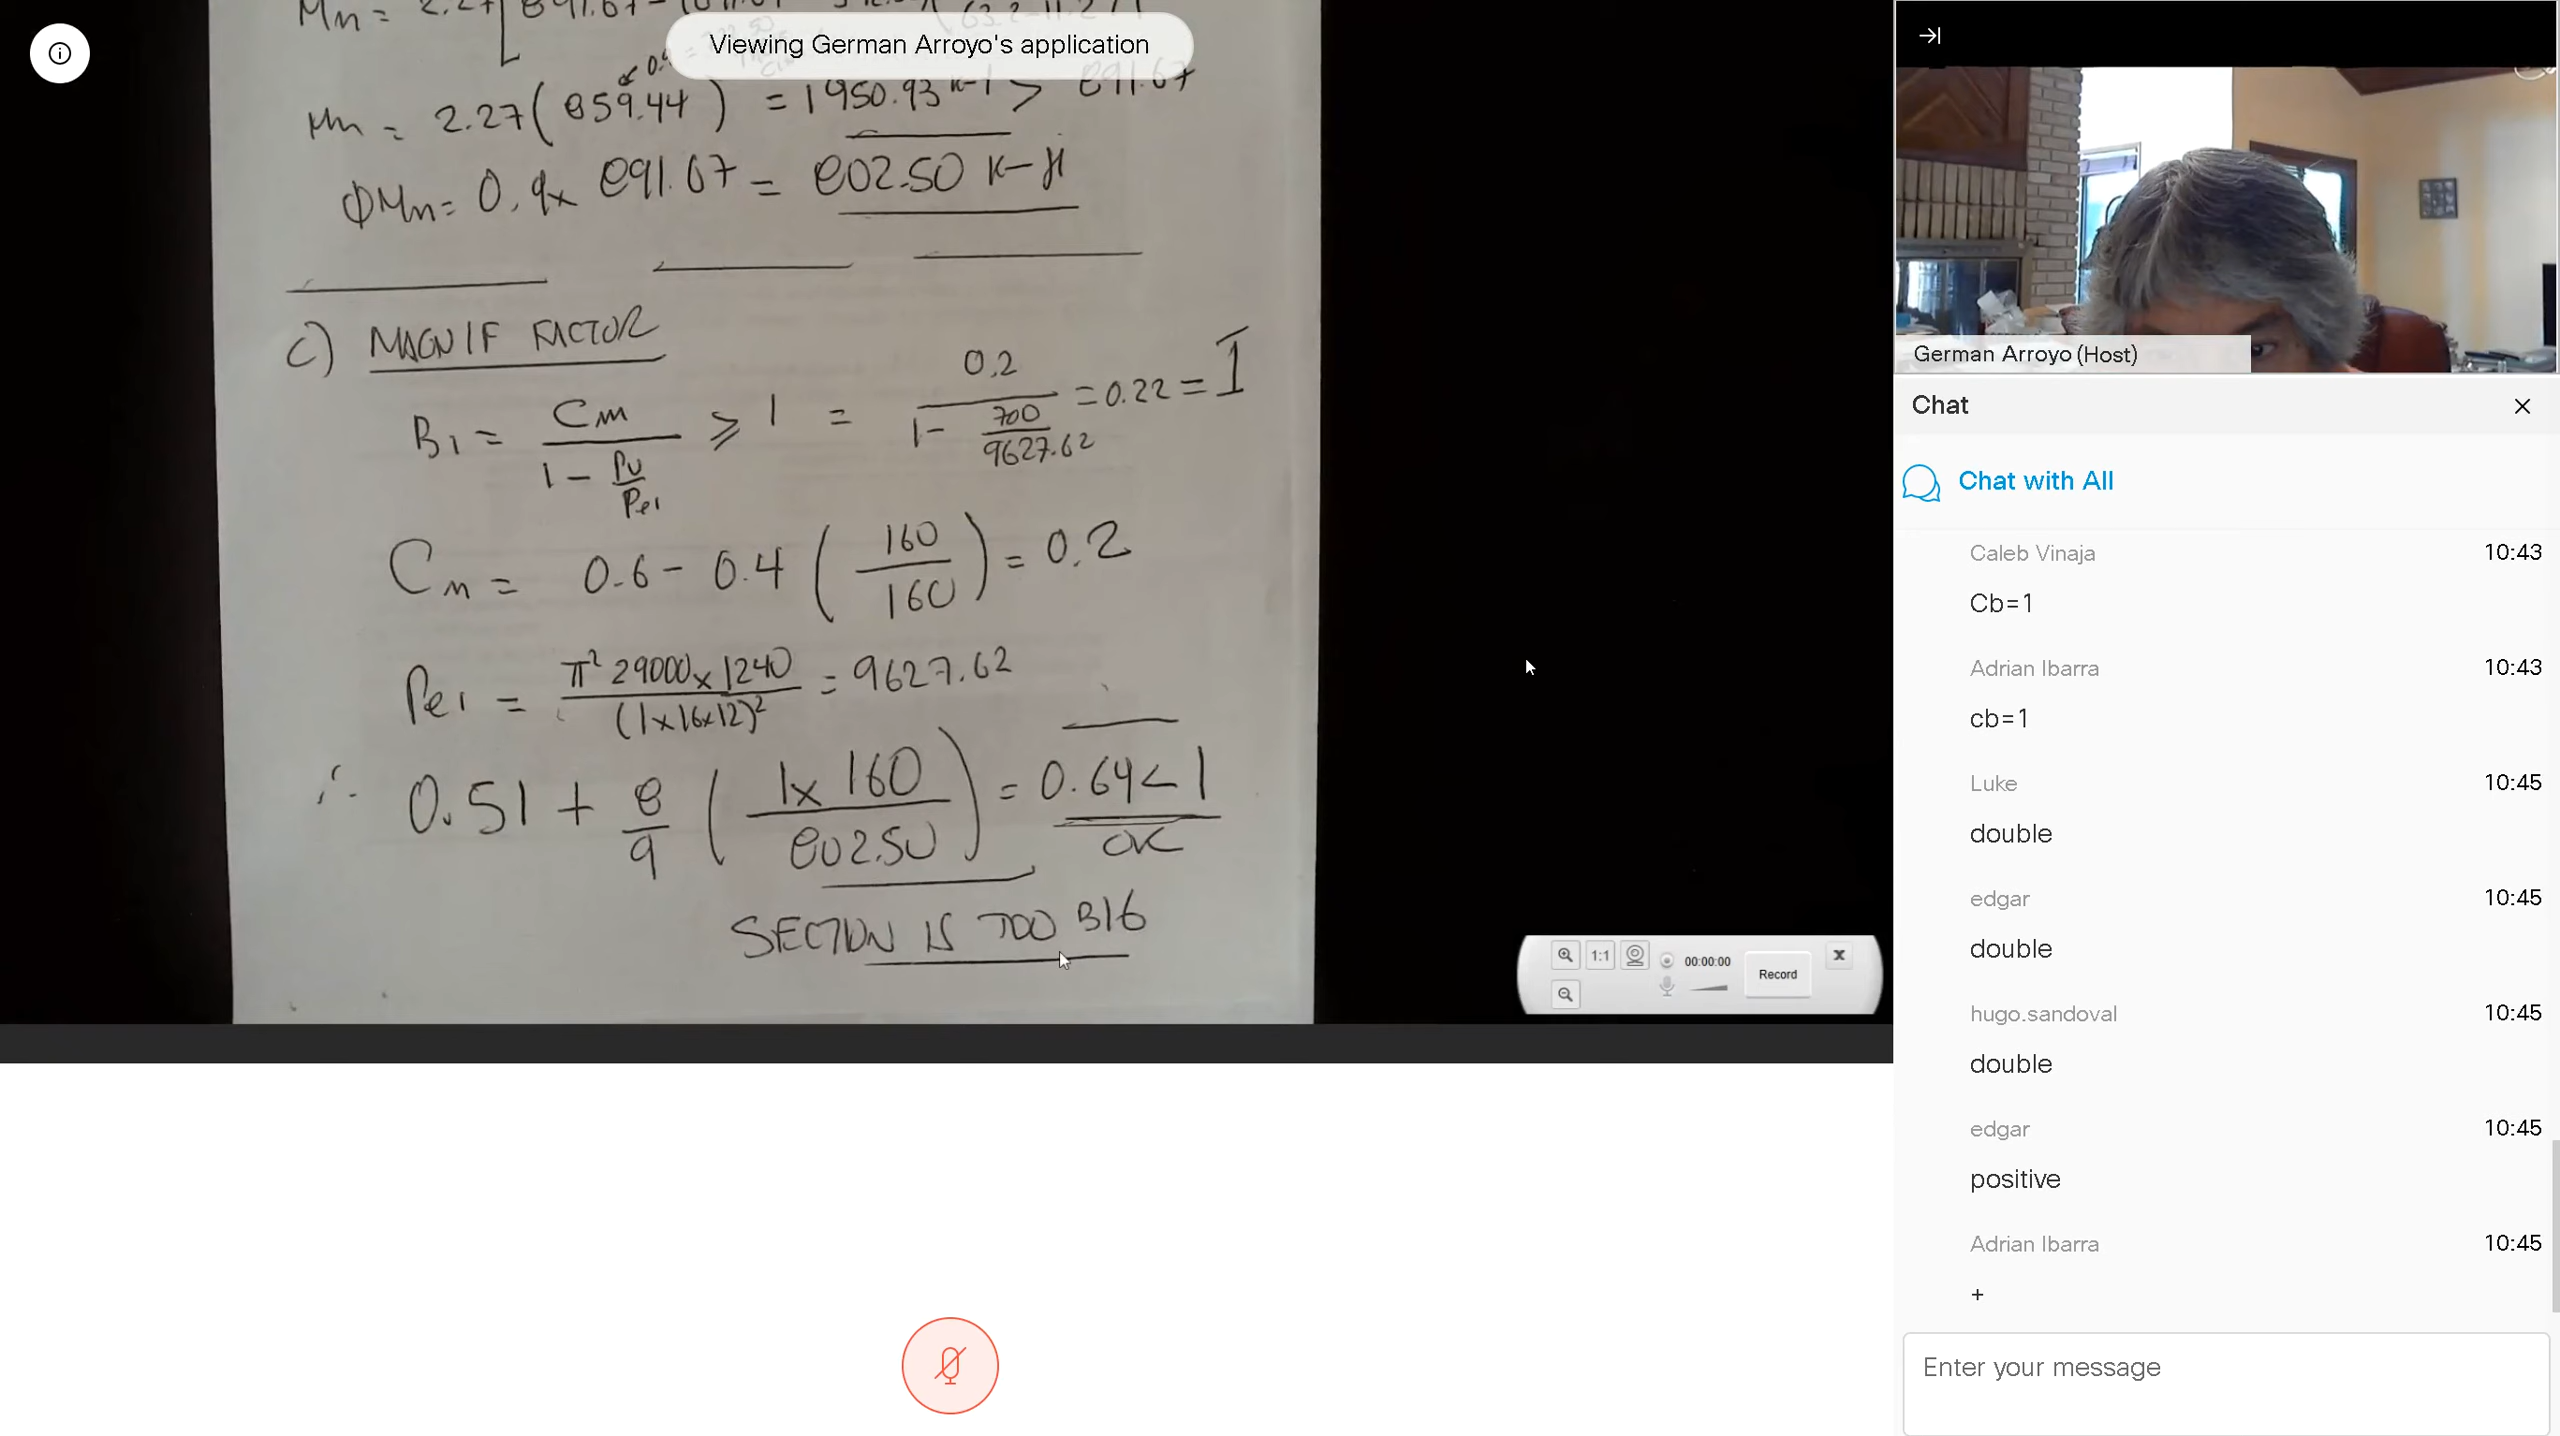 Viewing German Arroyo's application
Mn = 2.27(859.44) = 1950.93 k-1 > 891.67
ΦMn = 0.9x 891.67 = 802.50 k-ft
C) MAGNIF FACTOR
B1 = Cm / (1 - Pu/Pe1) ≥ 1 = 0.2 / (1 - 700/9627.62) = 0.22 = 1
Cm = 0.6 - 0.4 (160/160) = 0.2
Pe1 = π² 29000x1240 / (1x16x12)² = 9627.62
∴ 0.51 + 8/9 (1x 160 / 802.50) = 0.64 < 1
OK
SECTION IS TOO BIG
1:1
00:00:00
Record
x
German Arroyo (Host)
Chat
Chat with All
Caleb Vinaja 10:43
Cb=1
Adrian Ibarra 10:43
cb=1
Luke 10:45
double
edgar 10:45
double
hugo.sandoval 10:45
double
edgar 10:45
positive
Adrian Ibarra 10:45
+
Enter your message